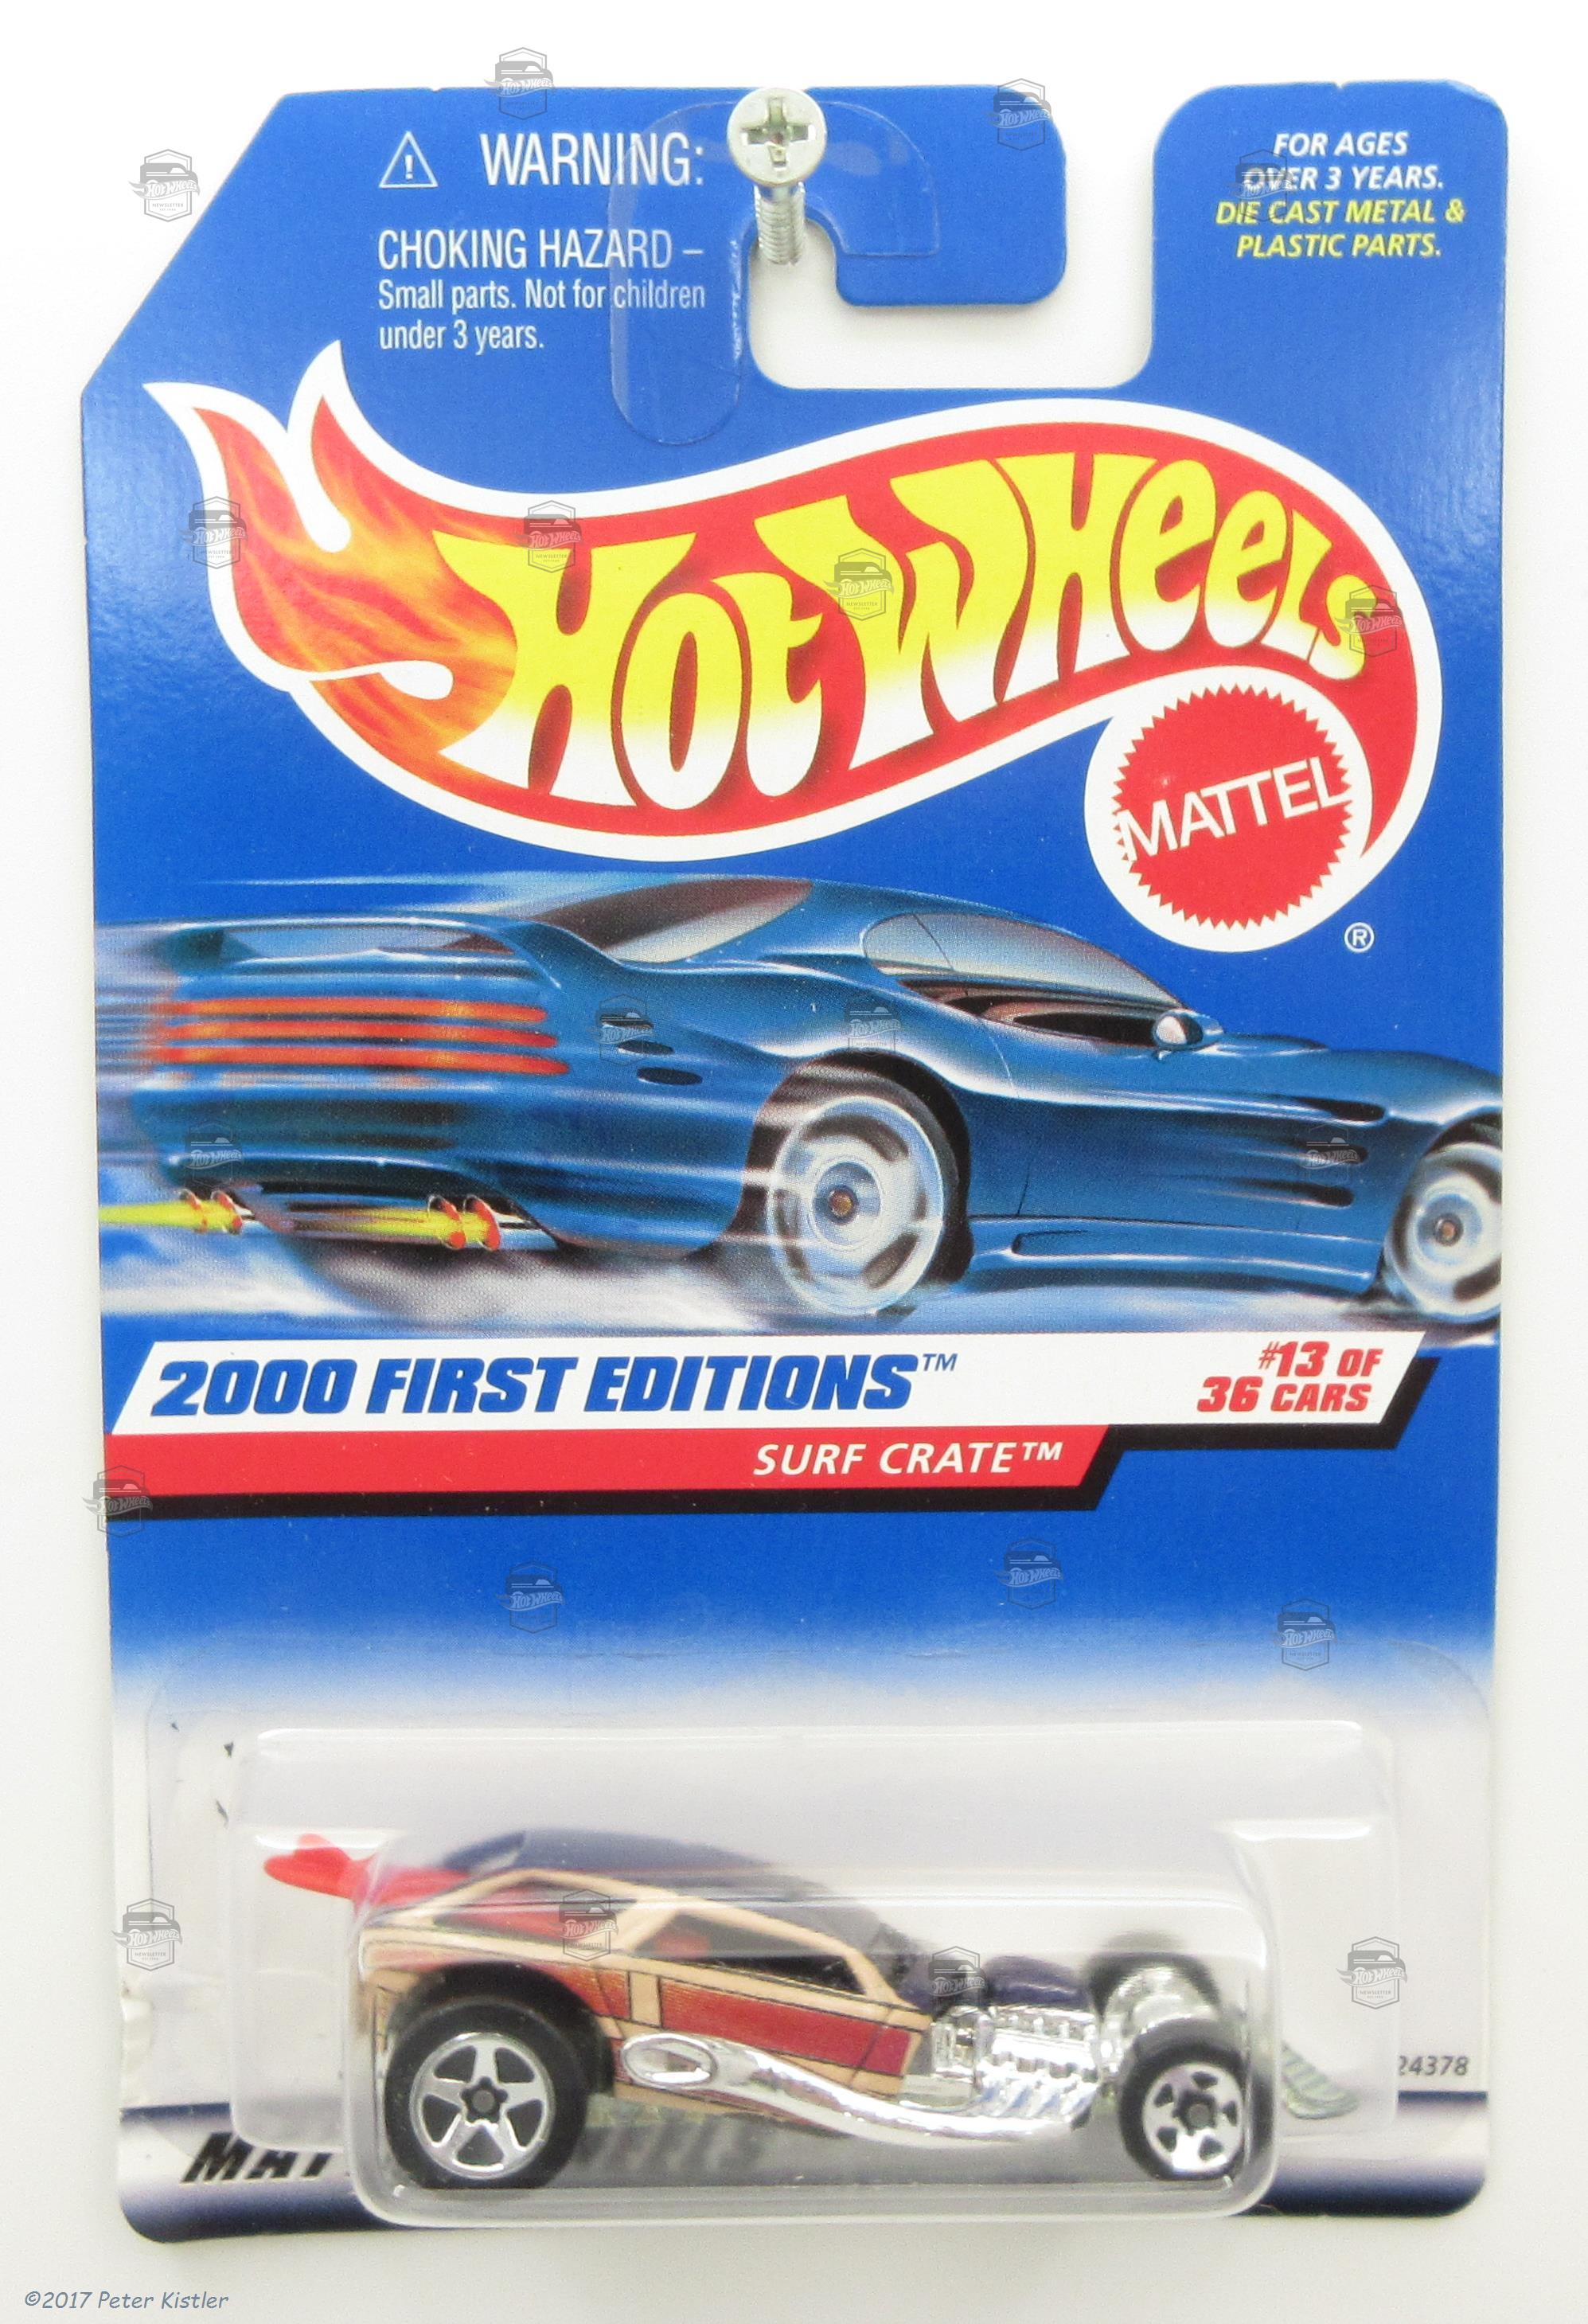 WARNING:
CHOKING HAZARD –
Small parts. Not for children
under 3 years.
FOR AGES
OVER 3 YEARS.
DIE CAST METAL &
PLASTIC PARTS.
HOT WHEELS
MATTEL
®
2000 FIRST EDITIONS™
#13 OF
36 CARS
SURF CRATE™
24378
MAT
©2017 Peter Kistler